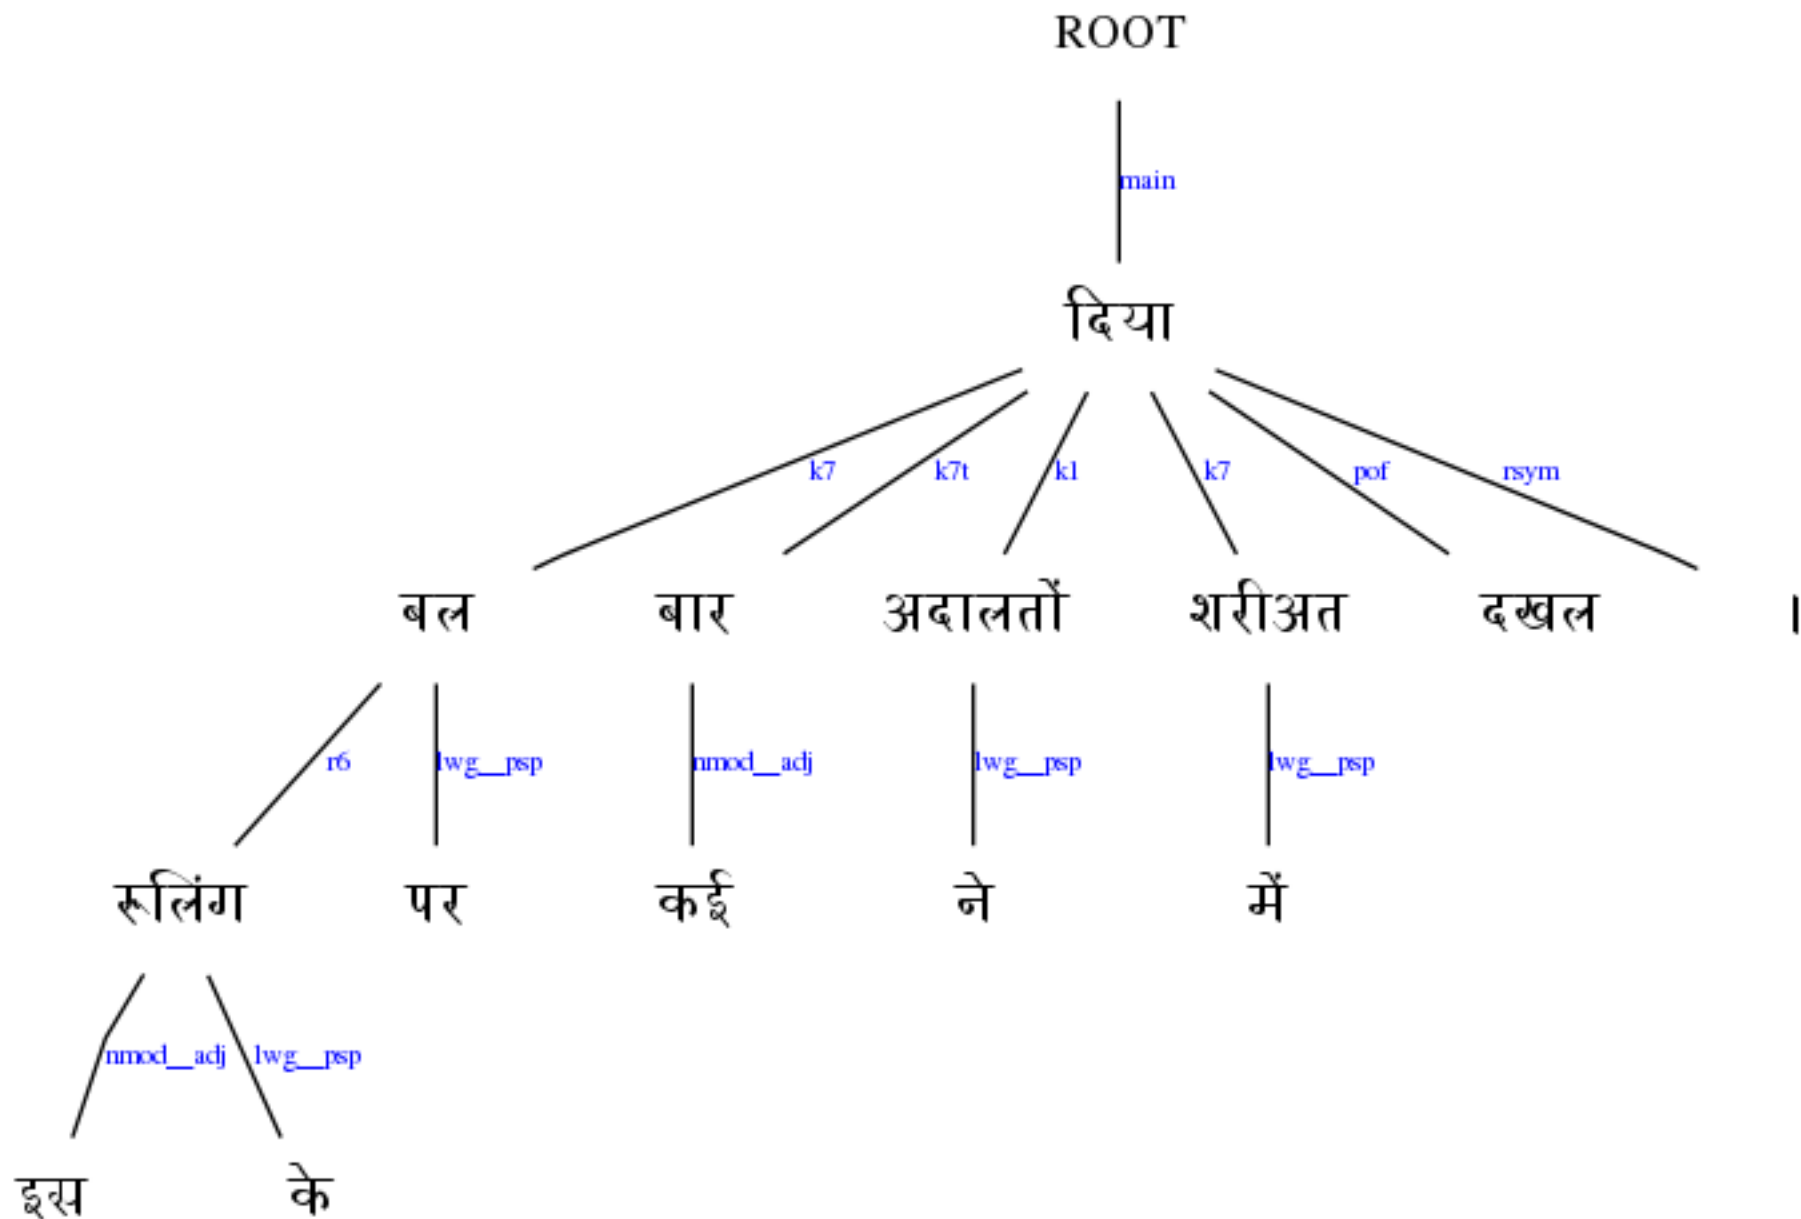 ROOT
main
दिया
k7 k7t k1 k7 pof rsym
बल बार अदालतों शरीअत दखल ।
r6 lwg__psp nmod__adj lwg__psp lwg__psp
रूलिंग पर कई ने में
nmod__adj lwg__psp
इस के